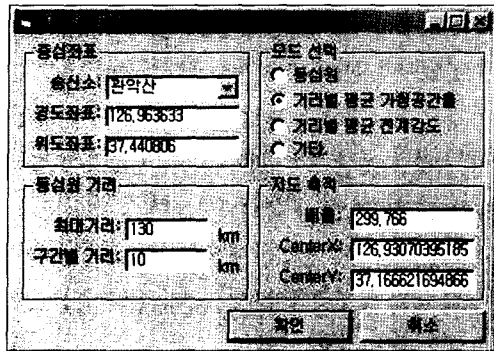 중심좌표
송신소: 관악산
경도좌표: 126,963633
위도좌표: 37,440806
모드 선택
동심원
거리별 평균 가청공간율
거리별 평균 전계강도
기타.
동심원 거리
최대거리: 130 km
구간별 거리: 10 km
지도 축척
배율: 299,766
CenterX: 126,93070395185
CenterY: 37,166621694866
확인
취소